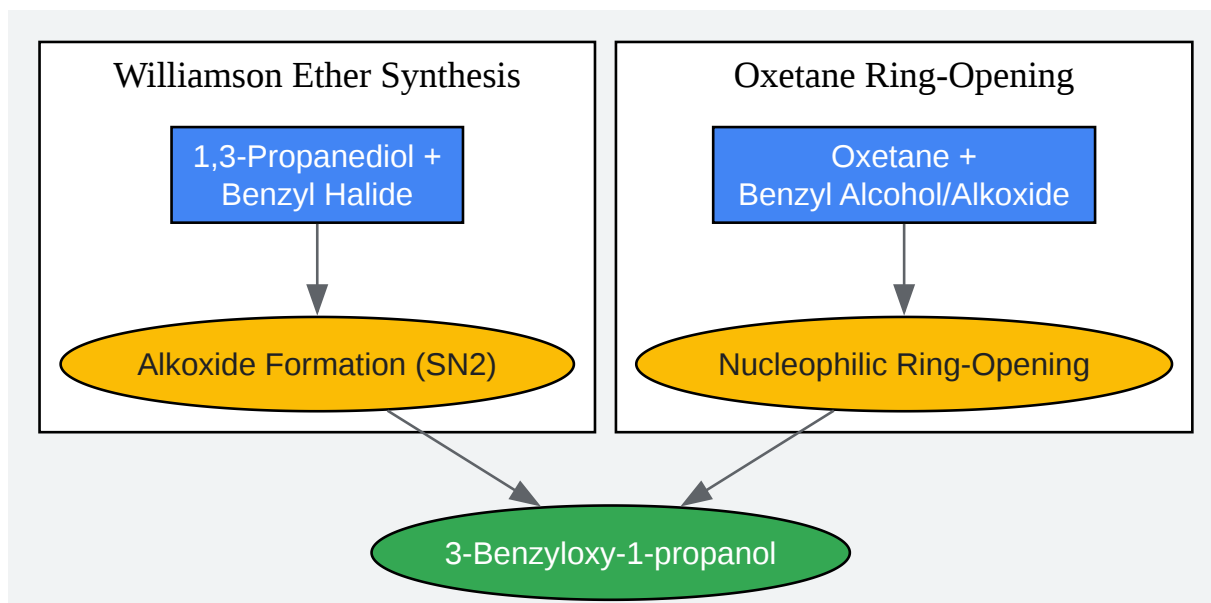 Williamson Ether Synthesis
1,3-Propanediol +
Benzyl Halide
Alkoxide Formation (SN2)
Oxetane Ring-Opening
Oxetane +
Benzyl Alcohol/Alkoxide
Nucleophilic Ring-Opening
3-Benzyloxy-1-propanol